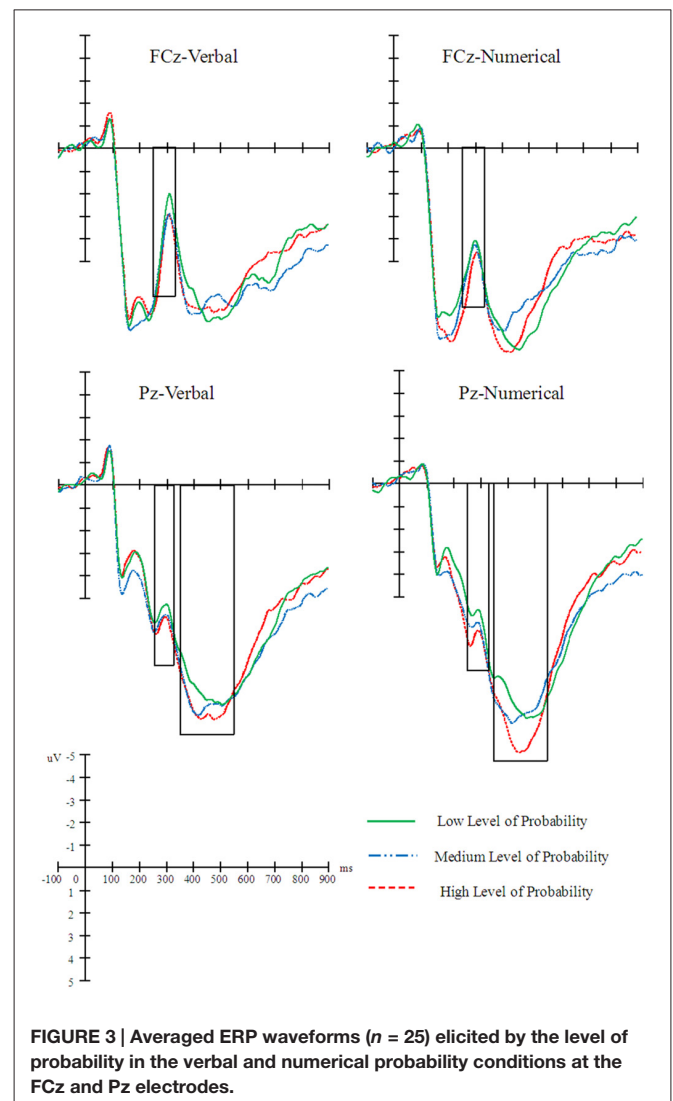 FCz-Verbal
FCz-Numerical
Pz-Verbal
Pz-Numerical
uV -5
-4
-3
-2
-1
-100 0 100 200 300 400 500 600 700 800 900 ms
1
2
3
4
5
Low Level of Probability
Medium Level of Probability
High Level of Probability
FIGURE 3 | Averaged ERP waveforms (n = 25) elicited by the level of
probability in the verbal and numerical probability conditions at the
FCz and Pz electrodes.